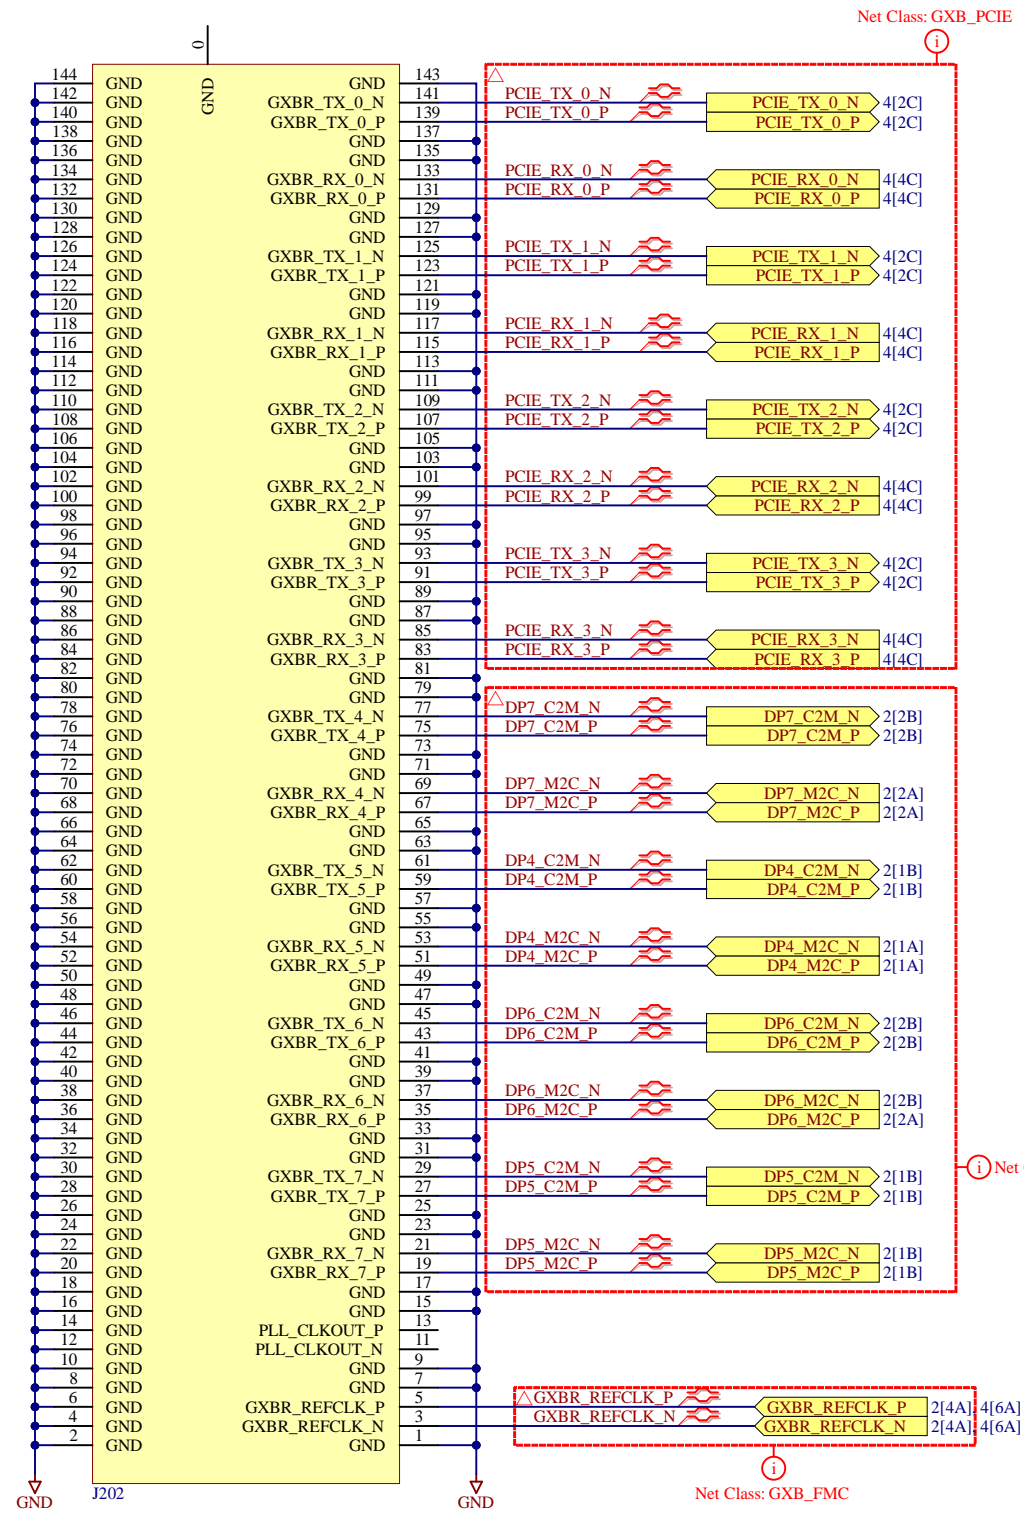 Net Class: GXB_PCIE
i
0
GND
144 GND GND 143
142 GND GXBR_TX_0_N 141 PCIE_TX_0_N PCIE_TX_0_N 4[2C]
140 GND GXBR_TX_0_P 139 PCIE_TX_0_P PCIE_TX_0_P 4[2C]
138 GND GND 137
136 GND GND 135
134 GND GXBR_RX_0_N 133 PCIE_RX_0_N PCIE_RX_0_N 4[4C]
132 GND GXBR_RX_0_P 131 PCIE_RX_0_P PCIE_RX_0_P 4[4C]
130 GND GND 129
128 GND GND 127
126 GND GXBR_TX_1_N 125 PCIE_TX_1_N PCIE_TX_1_N 4[2C]
124 GND GXBR_TX_1_P 123 PCIE_TX_1_P PCIE_TX_1_P 4[2C]
122 GND GND 121
120 GND GND 119
118 GND GXBR_RX_1_N 117 PCIE_RX_1_N PCIE_RX_1_N 4[4C]
116 GND GXBR_RX_1_P 115 PCIE_RX_1_P PCIE_RX_1_P 4[4C]
114 GND GND 113
112 GND GND 111
110 GND GXBR_TX_2_N 109 PCIE_TX_2_N PCIE_TX_2_N 4[2C]
108 GND GXBR_TX_2_P 107 PCIE_TX_2_P PCIE_TX_2_P 4[2C]
106 GND GND 105
104 GND GND 103
102 GND GXBR_RX_2_N 101 PCIE_RX_2_N PCIE_RX_2_N 4[4C]
100 GND GXBR_RX_2_P 99 PCIE_RX_2_P PCIE_RX_2_P 4[4C]
98 GND GND 97
96 GND GND 95
94 GND GXBR_TX_3_N 93 PCIE_TX_3_N PCIE_TX_3_N 4[2C]
92 GND GXBR_TX_3_P 91 PCIE_TX_3_P PCIE_TX_3_P 4[2C]
90 GND GND 89
88 GND GND 87
86 GND GXBR_RX_3_N 85 PCIE_RX_3_N PCIE_RX_3_N 4[4C]
84 GND GXBR_RX_3_P 83 PCIE_RX_3_P PCIE_RX_3_P 4[4C]
82 GND GND 81
80 GND GND 79
78 GND GXBR_TX_4_N 77 DP7_C2M_N DP7_C2M_N 2[2B]
76 GND GXBR_TX_4_P 75 DP7_C2M_P DP7_C2M_P 2[2B]
74 GND GND 73
72 GND GND 71
70 GND GXBR_RX_4_N 69 DP7_M2C_N DP7_M2C_N 2[2A]
68 GND GXBR_RX_4_P 67 DP7_M2C_P DP7_M2C_P 2[2A]
66 GND GND 65
64 GND GND 63
62 GND GXBR_TX_5_N 61 DP4_C2M_N DP4_C2M_N 2[1B]
60 GND GXBR_TX_5_P 59 DP4_C2M_P DP4_C2M_P 2[1B]
58 GND GND 57
56 GND GND 55
54 GND GXBR_RX_5_N 53 DP4_M2C_N DP4_M2C_N 2[1A]
52 GND GXBR_RX_5_P 51 DP4_M2C_P DP4_M2C_P 2[1A]
50 GND GND 49
48 GND GND 47
46 GND GXBR_TX_6_N 45 DP6_C2M_N DP6_C2M_N 2[2B]
44 GND GXBR_TX_6_P 43 DP6_C2M_P DP6_C2M_P 2[2B]
42 GND GND 41
40 GND GND 39
38 GND GXBR_RX_6_N 37 DP6_M2C_N DP6_M2C_N 2[2B]
36 GND GXBR_RX_6_P 35 DP6_M2C_P DP6_M2C_P 2[2A]
34 GND GND 33
32 GND GND 31
30 GND GXBR_TX_7_N 29 DP5_C2M_N DP5_C2M_N 2[1B] i Net
28 GND GXBR_TX_7_P 27 DP5_C2M_P DP5_C2M_P 2[1B]
26 GND GND 25
24 GND GND 23
22 GND GXBR_RX_7_N 21 DP5_M2C_N DP5_M2C_N 2[1B]
20 GND GXBR_RX_7_P 19 DP5_M2C_P DP5_M2C_P 2[1B]
18 GND GND 17
16 GND GND 15
14 GND PLL_CLKOUT_P 13
12 GND PLL_CLKOUT_N 11
10 GND GND 9
8 GND GND 7
6 GND GXBR_REFCLK_P 5 GXBR_REFCLK_P GXBR_REFCLK_P 2[4A], 4[6A]
4 GND GXBR_REFCLK_N 3 GXBR_REFCLK_N GXBR_REFCLK_N 2[4A], 4[6A]
2 GND GND 1
i
GND J202 GND Net Class: GXB_FMC